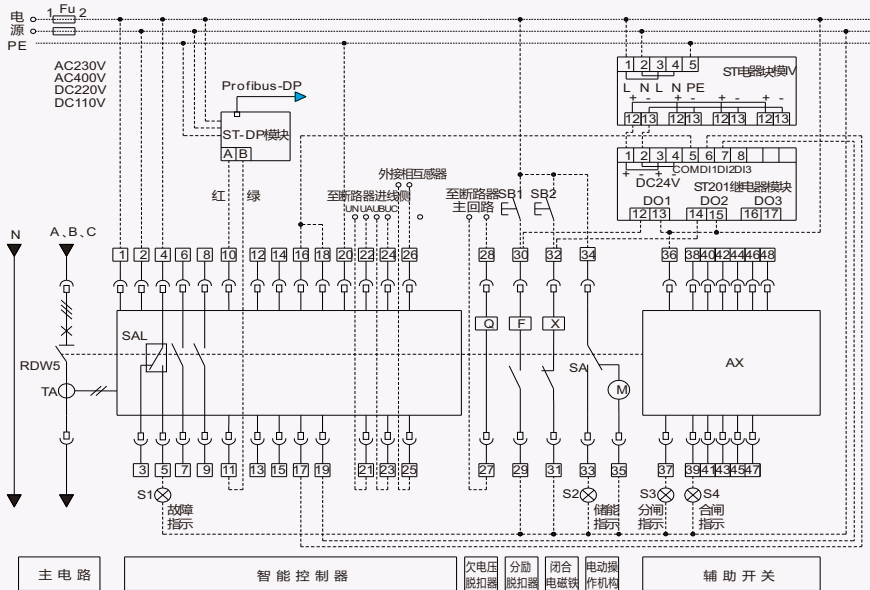 电 1 Fu 2
源
PE
AC230V
AC400V
DC220V
DC110V
Profibus-DP
ST-DP模块
A B
红 绿
外接相互感器
至断路器进线侧
UN UA UB UC
至断路器
主回路
SB1 SB2
1 2 3 4 5 ST电器块模IV
L N L N PE
+ - + - + - + -
12 13 12 13 12 13 12 13
1 2 3 4 5 6 7 8
+ - + - COM DI1 DI2 DI3
DC24V ST201继电器模块
DO1 DO2 DO3
12 13 14 15 16 17
N A、B、C
1 2 4 6 8 10 12 14 16 18 20 22 24 26 28 30 32 34 36 38 40 42 44 46 48
SAL Q F X
RDW5 SA AX
TA M
3 5 7 9 11 13 15 17 19 21 23 25 27 29 31 33 35 37 39 41 43 45 47
S1 S2 S3 S4
故障 储能 分闸 合闸
指示 指示 指示 指示
主电路 智能控制器 欠电压 分励 闭合 电动操 辅助开关
脱扣器 脱扣器 电磁铁 作机构